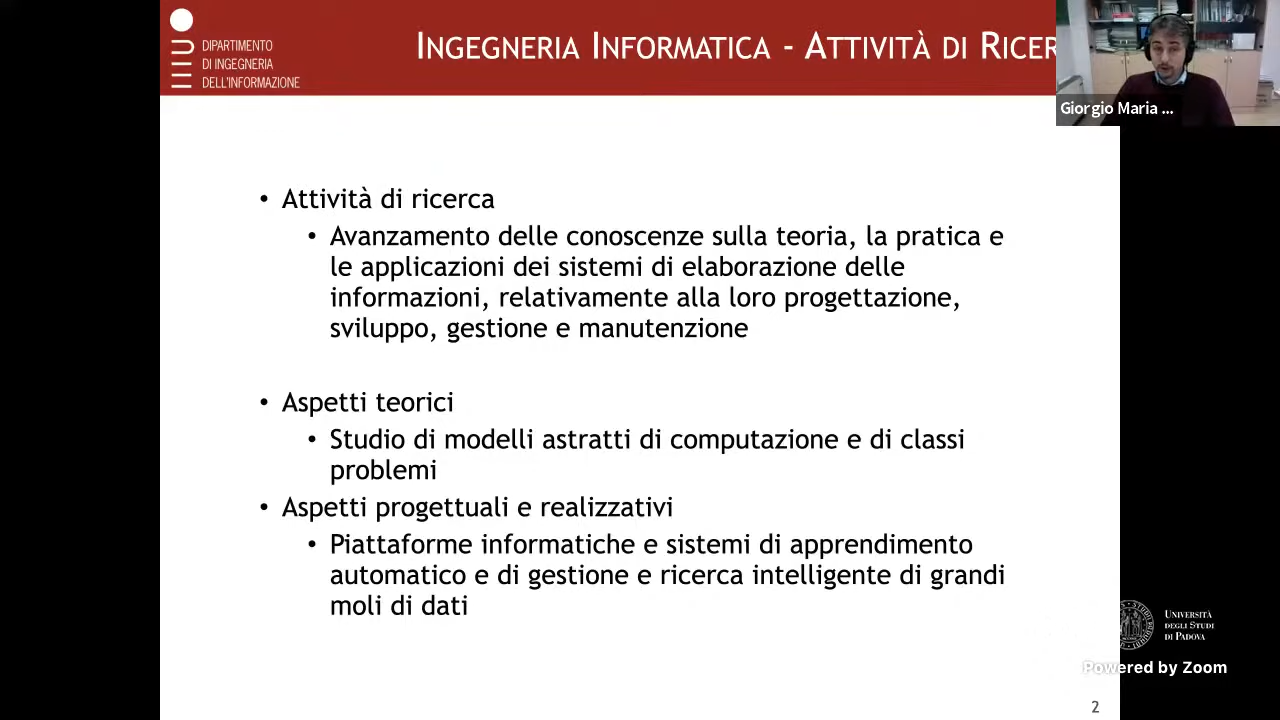 DIPARTIMENTO
DI INGEGNERIA
DELL'INFORMAZIONE
INGEGNERIA INFORMATICA - ATTIVITÀ DI RICER
Giorgio Maria ...
• Attività di ricerca
• Avanzamento delle conoscenze sulla teoria, la pratica e
le applicazioni dei sistemi di elaborazione delle
informazioni, relativamente alla loro progettazione,
sviluppo, gestione e manutenzione
• Aspetti teorici
• Studio di modelli astratti di computazione e di classi
problemi
• Aspetti progettuali e realizzativi
• Piattaforme informatiche e sistemi di apprendimento
automatico e di gestione e ricerca intelligente di grandi
moli di dati
UNIVERSITÀ
DEGLI STUDI
DI PADOVA
Powered by Zoom
2